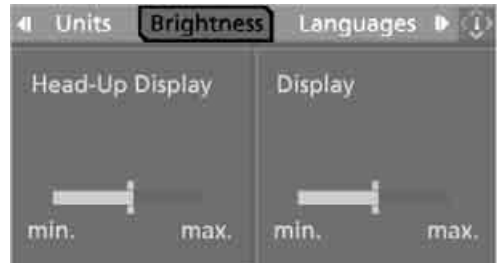 Units Brightness Languages
Head-Up Display Display
min. max. min. max.